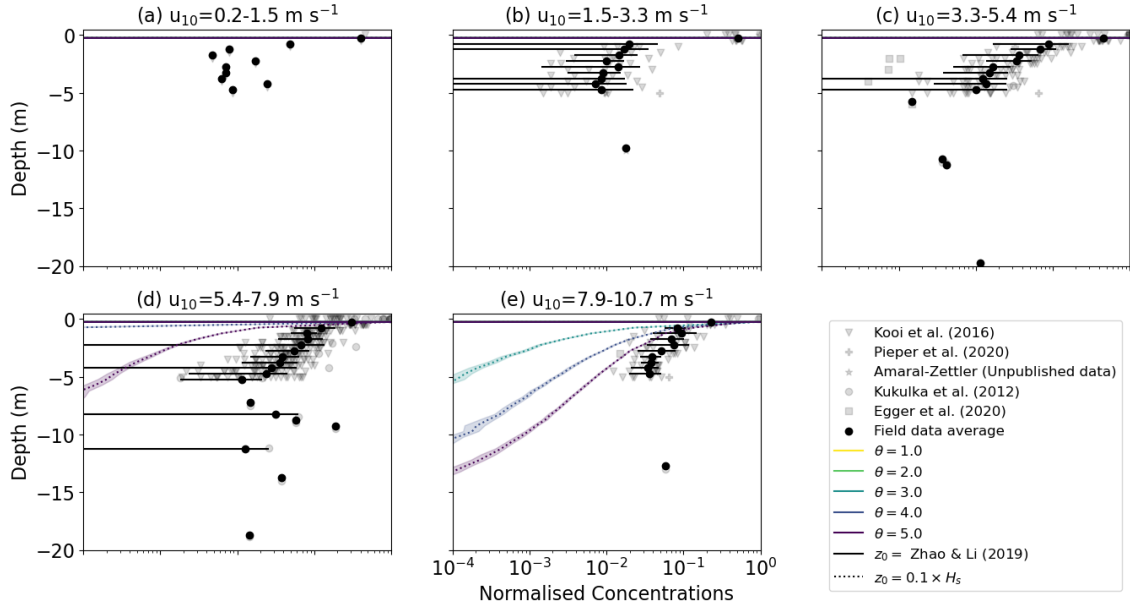 (a) u₁₀=0.2-1.5 m s⁻¹
(b) u₁₀=1.5-3.3 m s⁻¹
(c) u₁₀=3.3-5.4 m s⁻¹
Depth (m)
0
−5
−10
−15
−20
(d) u₁₀=5.4-7.9 m s⁻¹
(e) u₁₀=7.9-10.7 m s⁻¹
Depth (m)
0
−5
−10
−15
−20
10⁻⁴ 10⁻³ 10⁻² 10⁻¹ 10⁰
Normalised Concentrations
Kooi et al. (2016)
Pieper et al. (2020)
Amaral-Zettler (Unpublished data)
Kukulka et al. (2012)
Egger et al. (2020)
Field data average
θ = 1.0
θ = 2.0
θ = 3.0
θ = 4.0
θ = 5.0
z₀ = Zhao & Li (2019)
z₀ = 0.1 × Hₛ